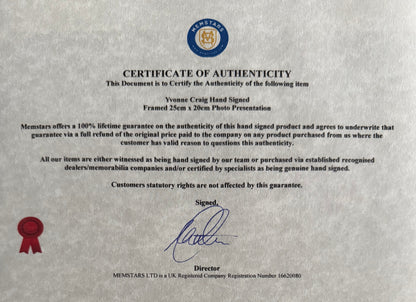 MEMSTARS
CERTIFICATE OF AUTHENTICITY
This Document is to Certify the Authenticity of the following item
Yvonne Craig Hand Signed
Framed 25cm x 20cm Photo Presentation
Memstars offers a 100% lifetime guarantee on the authenticity of this hand signed product and agrees to underwrite that
guarantee via a full refund of the original price paid to the company on any product purchased from us where the
customer has valid reason to questions this authenticity.
All our items are either witnessed as being hand signed by our team or purchased via established recognised
dealers/memorabilia companies and/or certified by specialists as being genuine hand signed.
Customers statutory rights are not affected by this guarantee.
Signed,
Director
MEMSTARS LTD is a UK Registered Company Registration Number 16620080